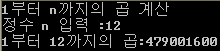 1부터 n까지의 곱 계산
정수 n 입력 :12
1부터 12까지의 곱:479001600